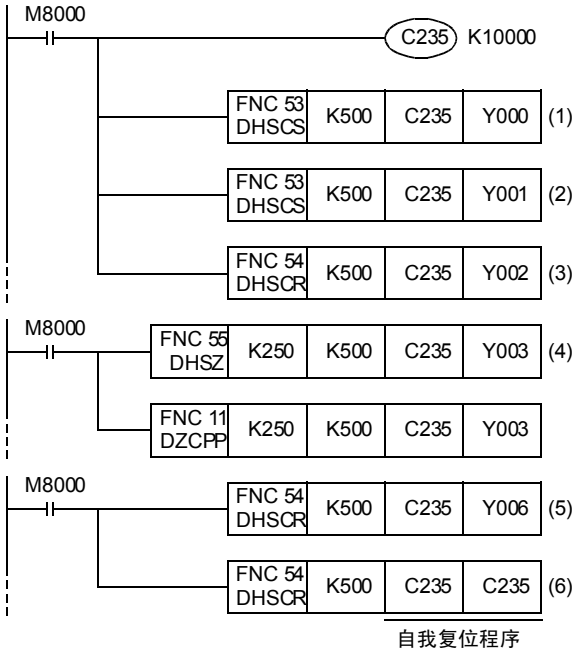 M8000
C235 K10000
FNC 53
DHSCS K500 C235 Y000 (1)
FNC 53
DHSCS K500 C235 Y001 (2)
FNC 54
DHSCR K500 C235 Y002 (3)
M8000
FNC 55
DHSZ K250 K500 C235 Y003 (4)
FNC 11
DZCPP K250 K500 C235 Y003
M8000
FNC 54
DHSCR K500 C235 Y006 (5)
FNC 54
DHSCR K500 C235 C235 (6)
自我复位程序